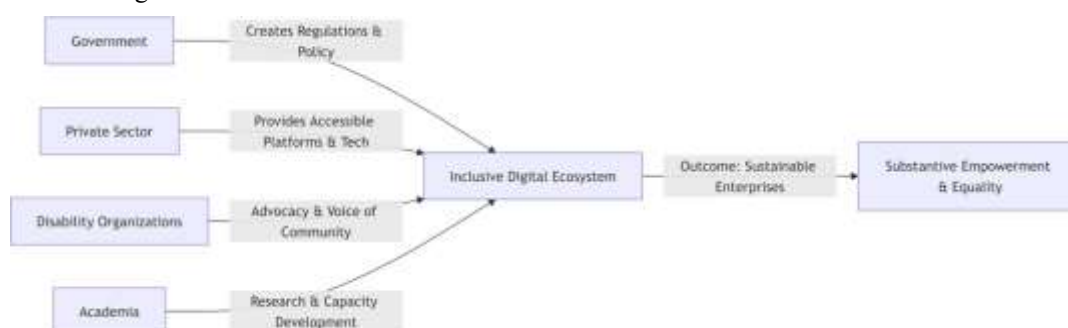 Government
Creates Regulations &
Policy
Private Sector
Provides Accessible
Platforms & Tech
Inclusive Digital Ecosystem
Outcome: Sustainable
Enterprises
Substantive Empowerment
& Equality
Disability Organizations
Advocacy & Voice of
Community
Academia
Research & Capacity
Development